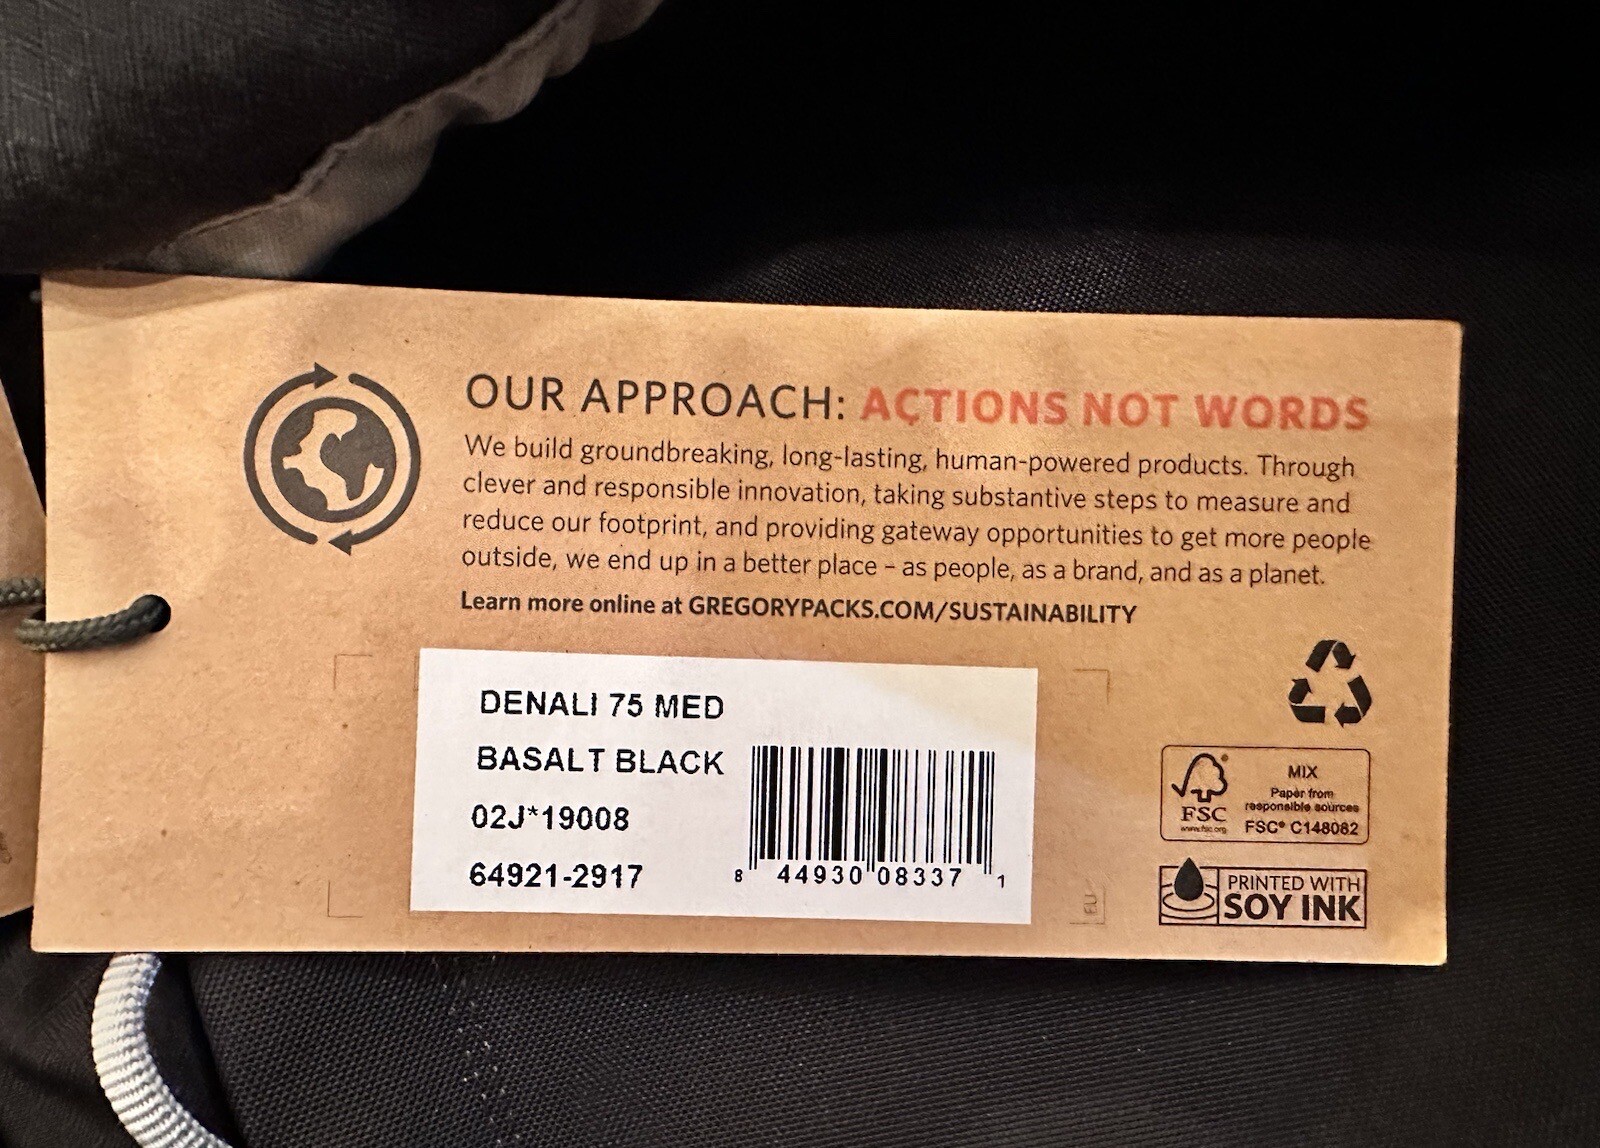 OUR APPROACH: ACTIONS NOT WORDS
We build groundbreaking, long-lasting, human-powered products. Through
clever and responsible innovation, taking substantive steps to measure and
reduce our footprint, and providing gateway opportunities to get more people
outside, we end up in a better place – as people, as a brand, and as a planet.
Learn more online at GREGORYPACKS.COM/SUSTAINABILITY
DENALI 75 MED
BASALT BLACK
02J*19008
64921-2917
8 44930 08337 1
EU
FSC
www.fsc.org
MIX
Paper from
responsible sources
FSC® C148082
PRINTED WITH
SOY INK